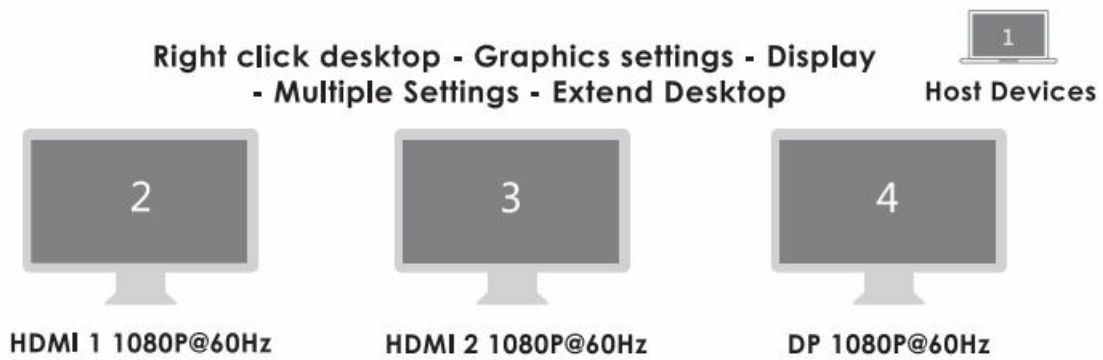 1
Right click desktop - Graphics settings - Display
- Multiple Settings - Extend Desktop
Host Devices
2
3
4
HDMI 1 1080P@60Hz
HDMI 2 1080P@60Hz
DP 1080P@60Hz